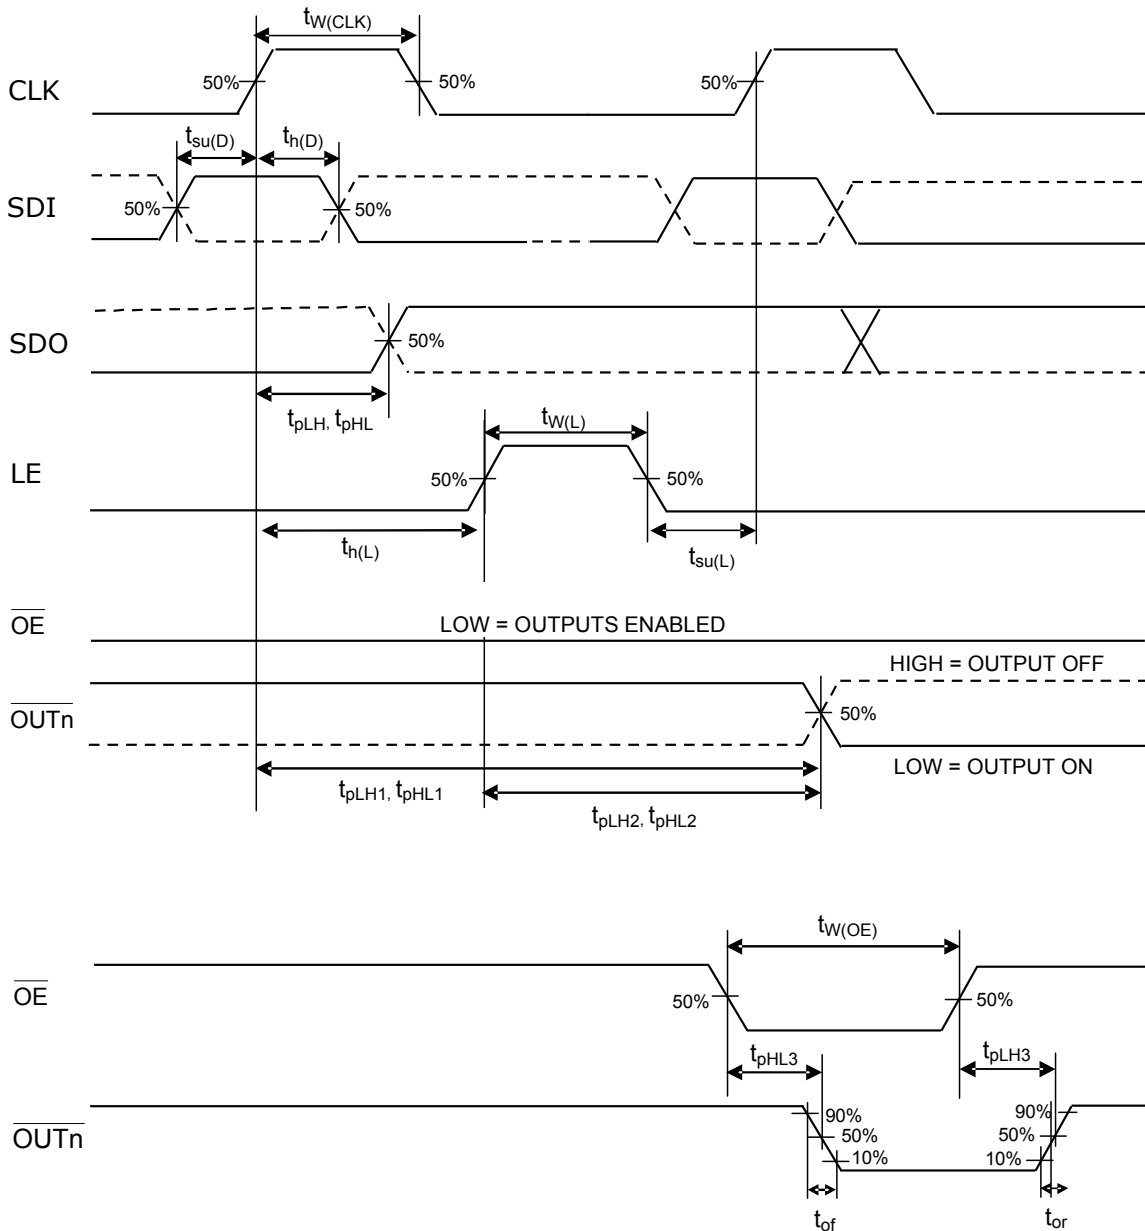 tW(CLK)
CLK
50%
50%
50%
tsu(D)
th(D)
SDI
50%
50%
SDO
50%
tpLH, tpHL
tW(L)
LE
50%
50%
th(L)
tsu(L)
OE
LOW = OUTPUTS ENABLED
HIGH = OUTPUT OFF
OUTn
50%
LOW = OUTPUT ON
tpLH1, tpHL1
tpLH2, tpHL2
tW(OE)
OE
50%
50%
tpHL3
tpLH3
OUTn
90%
50%
10%
90%
50%
10%
tof
tor